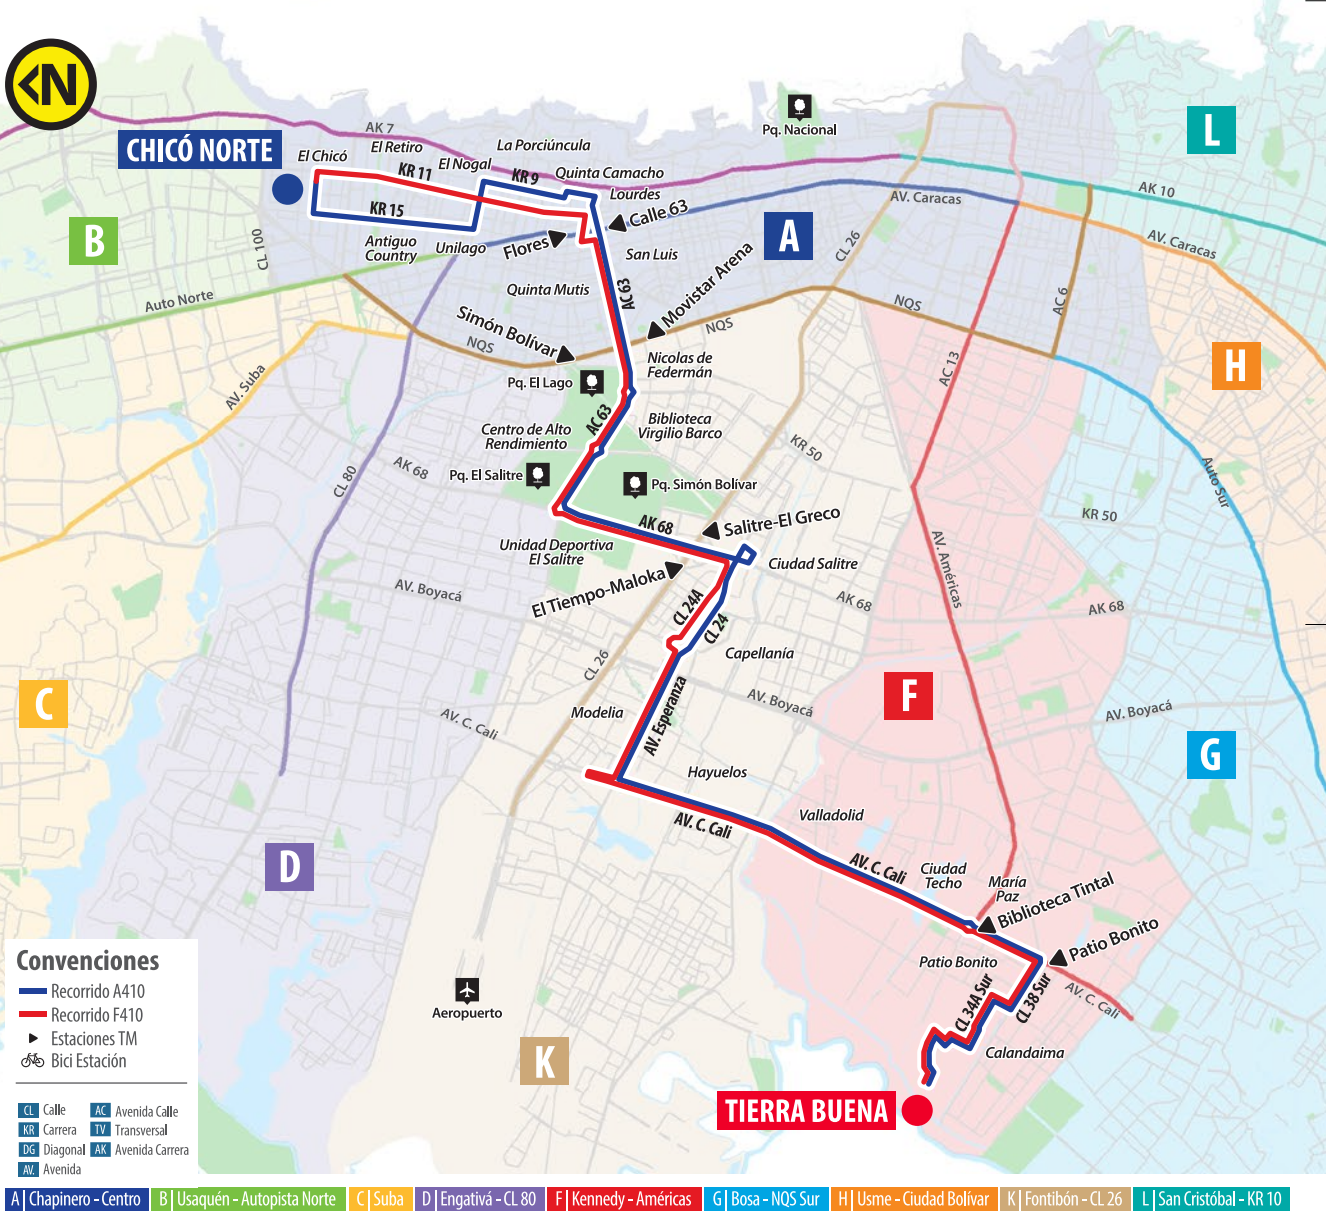 N
CHICÓ NORTE
El Chicó
AK 7
El Retiro
KR 11
El Nogal
La Porciúncula
KR 9
Quinta Camacho
Lourdes
Calle 63
Pq. Nacional
L
AK 10
AV. Caracas
AV. Caracas
A
B
CL 100
KR 15
Antiguo
Country
Unilago
Flores
San Luis
Quinta Mutis
AC 63
Movistar Arena
CL 26
AC 6
Auto Norte
Simón Bolívar
NQS
NQS
NQS
H
AV. Suba
Pq. El Lago
Nicolas de
Federmán
AC 13
AC 63
Centro de Alto
Rendimiento
Biblioteca
Virgilio Barco
KR 50
CL 80
AK 68
Pq. El Salitre
Pq. Simón Bolívar
Auto Sur
KR 50
AK 68
Salitre-El Greco
Unidad Deportiva
El Salitre
Ciudad Salitre
AV. Américas
El Tiempo-Maloka
AV. Boyacá
CL 24A
CL 24
AK 68
AK 68
Capellanía
CL 26
AV. Boyacá
AV. Boyacá
F
C
AV. C. Cali
Modelia
AV. Esperanza
G
Hayuelos
AV. C. Cali
Valladolid
D
AV. C. Cali
Ciudad
Techo
María
Paz
Biblioteca Tintal
Patio Bonito
Patio Bonito
CL 34A Sur
CL 38 Sur
AV. C. Cali
Calandaima
Aeropuerto
K
TIERRA BUENA
Convenciones
Recorrido A410
Recorrido F410
Estaciones TM
Bici Estación
CL Calle
AC Avenida Calle
KR Carrera
TV Transversal
DG Diagonal
AK Avenida Carrera
AV. Avenida
A | Chapinero - Centro B | Usaquén - Autopista Norte C | Suba D | Engativá - CL 80 F | Kennedy - Américas G | Bosa - NQS Sur H | Usme - Ciudad Bolívar K | Fontibón - CL 26 L | San Cristóbal - KR 10